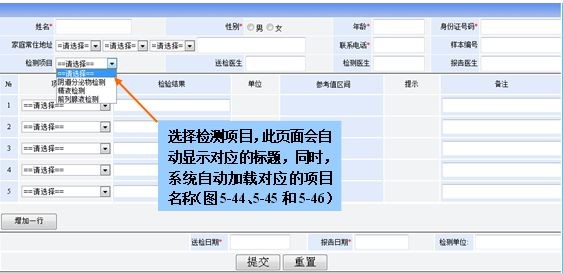 姓名* 性别* 男 女 年龄* 身份证号码*
家庭常住地址 =请选择= =请选择= =请选择= 联系电话* 样本编号
检测项目 ==请选择== 送检医生 检测医生 报告医生
==请选择==
阴道分泌物检测
精液检测
前列腺液检测
№ 项 检验结果 单位 参考值区间 提示 备注
1
2 ==请选择==
3 ==请选择==
4 ==请选择==
5 ==请选择==
选择检测项目，此页面会自
动显示对应的标题，同时，
系统自动加载对应的项目
名称（图5-44、5-45 和5-46）
增加一行
送检日期* 报告日期* 检测单位:
提交 重置